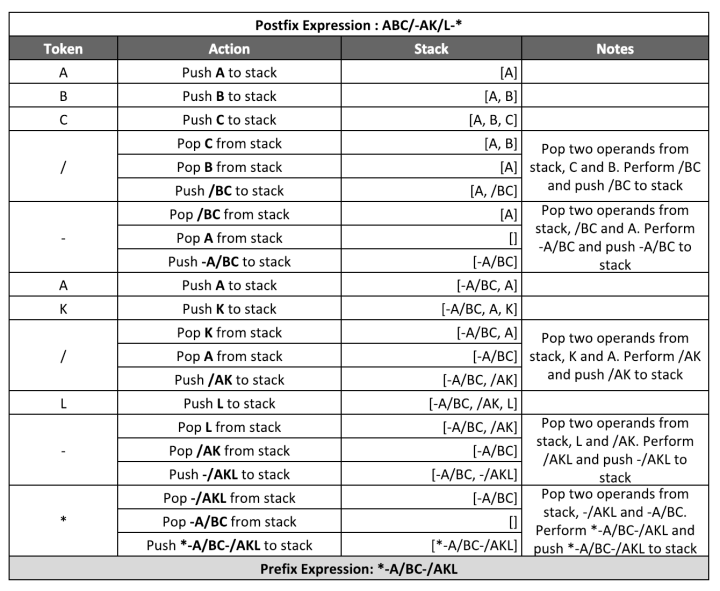 Postfix Expression : ABC/-AK/L-*
Token Action Stack Notes
A Push A to stack [A]
B Push B to stack [A, B]
C Push C to stack [A, B, C]
/
Pop C from stack [A, B]
Pop B from stack [A]
Push /BC to stack [A, /BC]
Pop two operands from
stack, C and B. Perform /BC
and push /BC to stack
-
Pop /BC from stack [A]
Pop A from stack []
Push -A/BC to stack [-A/BC]
Pop two operands from
stack, /BC and A. Perform
-A/BC and push -A/BC to
stack
A Push A to stack [-A/BC, A]
K Push K to stack [-A/BC, A, K]
/
Pop K from stack [-A/BC, A]
Pop A from stack [-A/BC]
Push /AK to stack [-A/BC, /AK]
Pop two operands from
stack, K and A. Perform /AK
and push /AK to stack
L Push L to stack [-A/BC, /AK, L]
-
Pop L from stack [-A/BC, /AK]
Pop /AK from stack [-A/BC]
Push -/AKL to stack [-A/BC, -/AKL]
Pop two operands from
stack, L and /AK. Perform
/AKL and push -/AKL to
stack
*
Pop -/AKL from stack [-A/BC]
Pop -A/BC from stack []
Push *-A/BC-/AKL to stack [*-A/BC-/AKL]
Pop two operands from
stack, -/AKL and -A/BC.
Perform *-A/BC-/AKL and
push *-A/BC-/AKL to stack
Prefix Expression: *-A/BC-/AKL